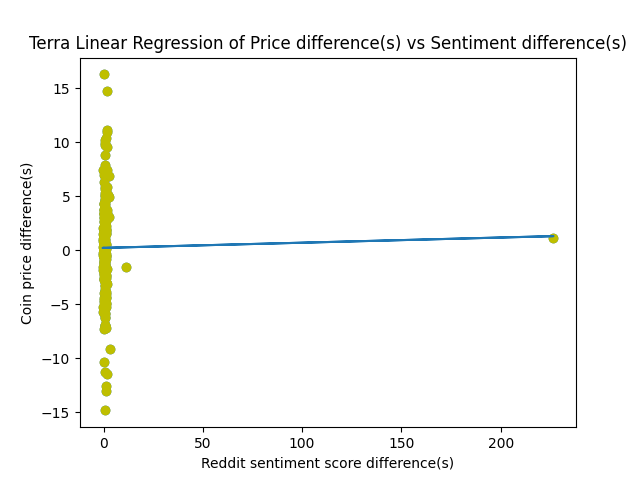 Terra Linear Regression of Price difference(s) vs Sentiment difference(s)
15
10
5
0
−5
−10
−15
Coin price difference(s)
0 50 100 150 200
Reddit sentiment score difference(s)